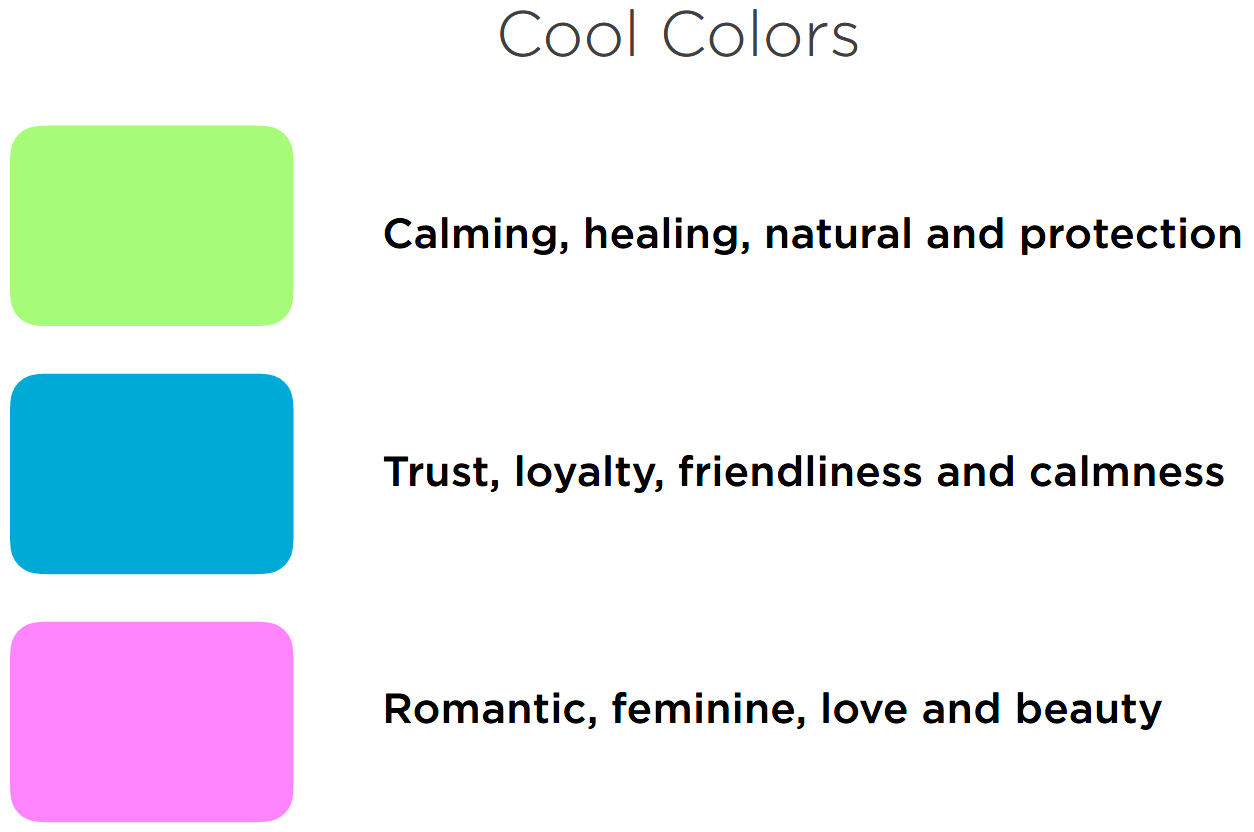 Cool Colors
Calming, healing, natural and protection
Trust, loyalty, friendliness and calmness
Romantic, feminine, love and beauty